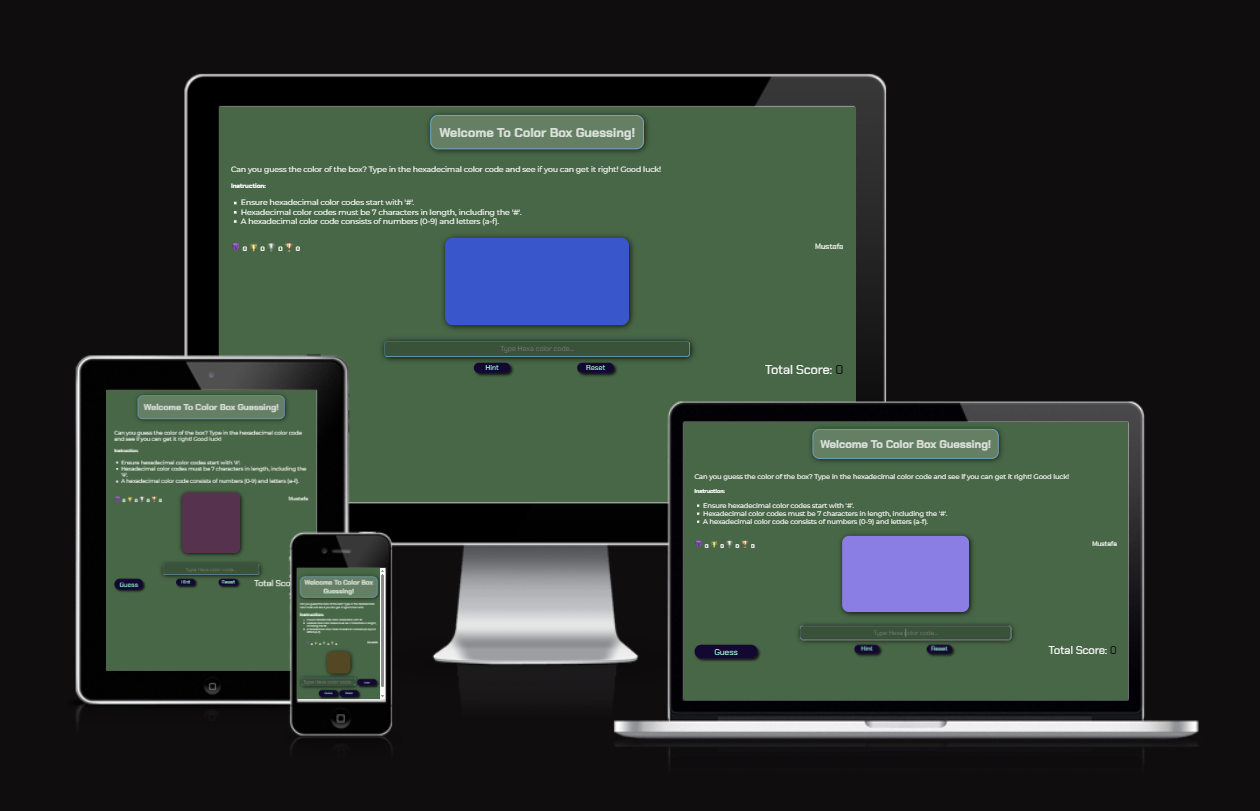 Welcome To Color Box Guessing!
Can you guess the color of the box? Type in the hexadecimal color code and see if you can get it right! Good luck!
Instruction:
Ensure hexadecimal color codes start with '#'.
Hexadecimal color codes must be 7 characters in length, including the '#'.
A hexadecimal color code consists of numbers (0-9) and letters (a-f).
0 0 0 0
Mustafa
Type Hexa color code...
Hint
Reset
Total Score: 0
Welcome To Color Box Guessing!
Can you guess the color of the box? Type in the hexadecimal color code
and see if you can get it right! Good luck!
Instruction:
Ensure hexadecimal color codes start with '#'.
Hexadecimal color codes must be 7 characters in length, including the
'#'.
A hexadecimal color code consists of numbers (0-9) and letters (a-f).
0 0 0 0
Mustafa
Type Hexa color code...
Guess
Hint
Reset
Total Sco
Welcome To Color Box
Guessing!
Instruction:
Type Hexa color code...
Welcome To Color Box Guessing!
Can you guess the color of the box? Type in the hexadecimal color code and see if you can get it right! Good luck!
Instruction:
Ensure hexadecimal color codes start with '#'.
Hexadecimal color codes must be 7 characters in length, including the '#'.
A hexadecimal color code consists of numbers (0-9) and letters (a-f).
0 0 0 0
Mustafa
Type Hexa color code...
Guess
Hint
Reset
Total Score: 0